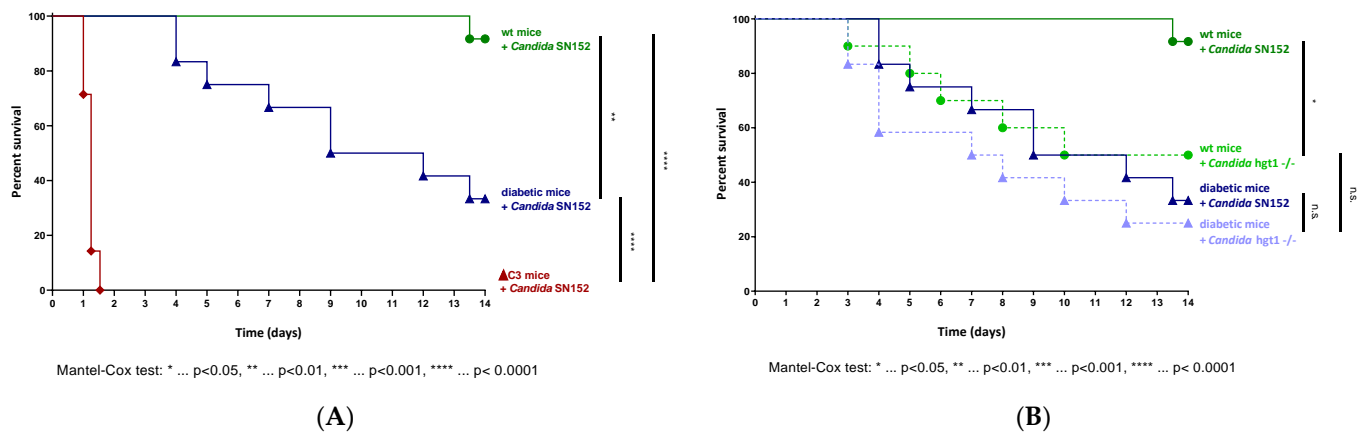 100
80
60
40
20
0
Percent survival
0 1 2 3 4 5 6 7 8 9 10 11 12 13 14
Time (days)
wt mice
+ Candida SN152
diabetic mice
+ Candida SN152
▲C3 mice
+ Candida SN152
**
****
****
Mantel-Cox test: * ... p<0.05, ** ... p<0.01, *** ... p<0.001, **** ... p< 0.0001
(A)
100
80
60
40
20
0
Percent survival
0 1 2 3 4 5 6 7 8 9 10 11 12 13 14
Time (days)
wt mice
+ Candida SN152
wt mice
+ Candida hgt1 -/-
diabetic mice
+ Candida SN152
diabetic mice
+ Candida hgt1 -/-
*
n.s.
n.s.
Mantel-Cox test: * ... p<0.05, ** ... p<0.01, *** ... p<0.001, **** ... p< 0.0001
(B)